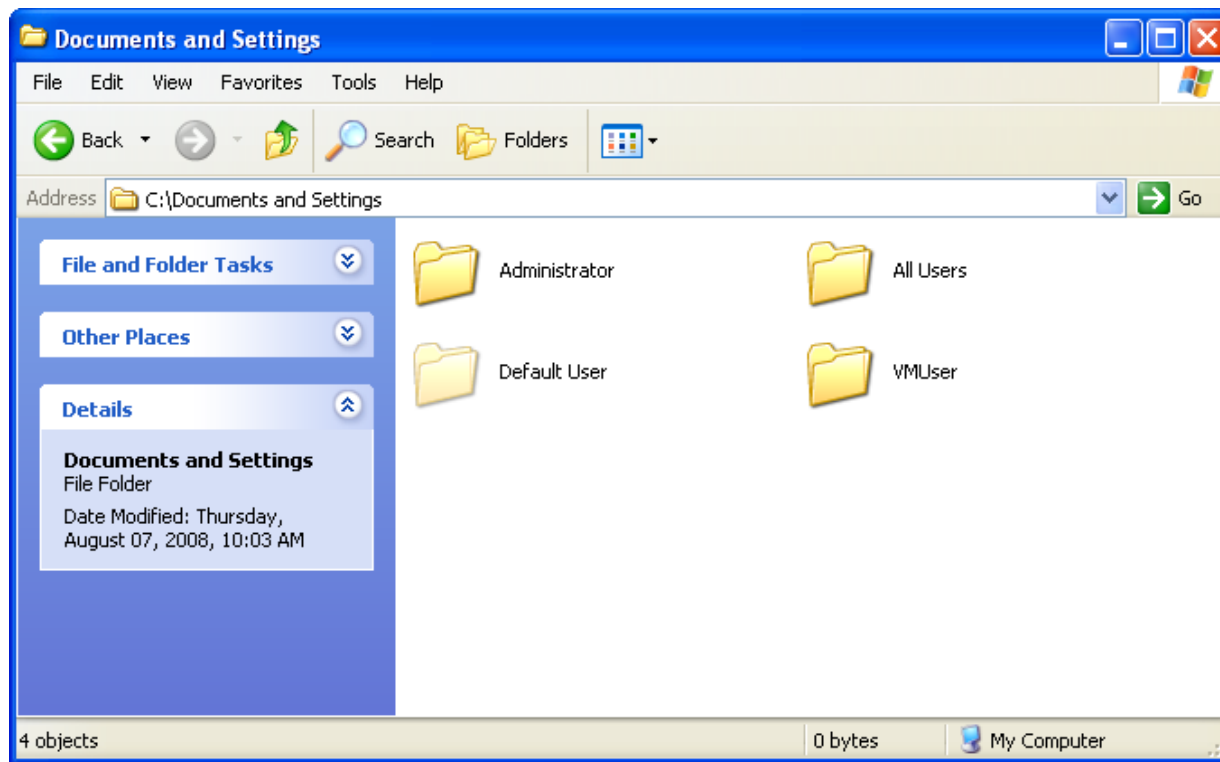 Documents and Settings
File Edit View Favorites Tools Help
Back Search Folders
Address C:\Documents and Settings Go
File and Folder Tasks
Other Places
Details
Documents and Settings
File Folder
Date Modified: Thursday,
August 07, 2008, 10:03 AM
Administrator All Users
Default User VMUser
4 objects 0 bytes My Computer